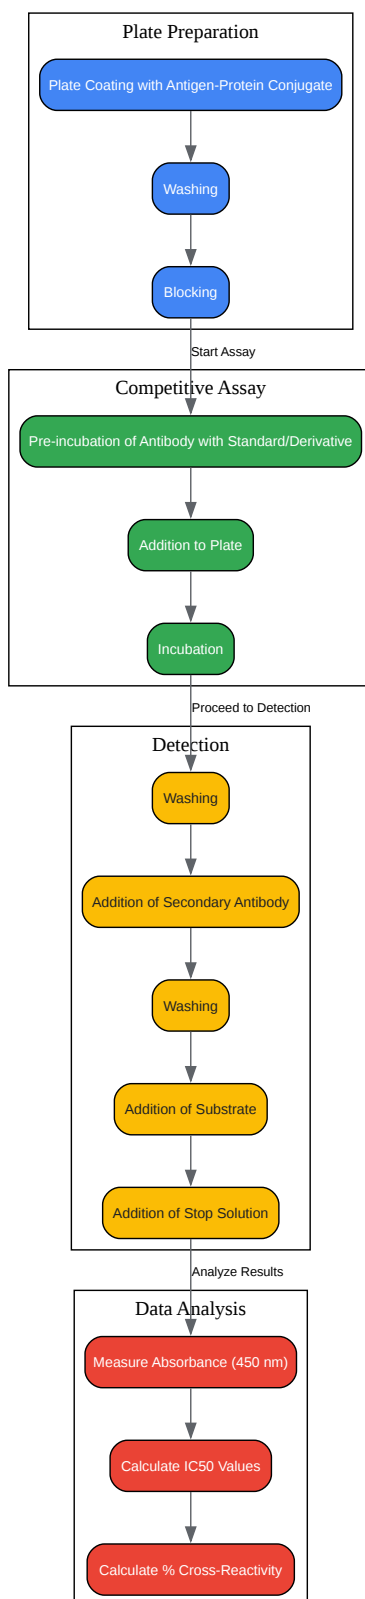 Plate Preparation
Plate Coating with Antigen-Protein Conjugate
Washing
Blocking
Start Assay
Competitive Assay
Pre-incubation of Antibody with Standard/Derivative
Addition to Plate
Incubation
Proceed to Detection
Detection
Washing
Addition of Secondary Antibody
Washing
Addition of Substrate
Addition of Stop Solution
Analyze Results
Data Analysis
Measure Absorbance (450 nm)
Calculate IC50 Values
Calculate % Cross-Reactivity